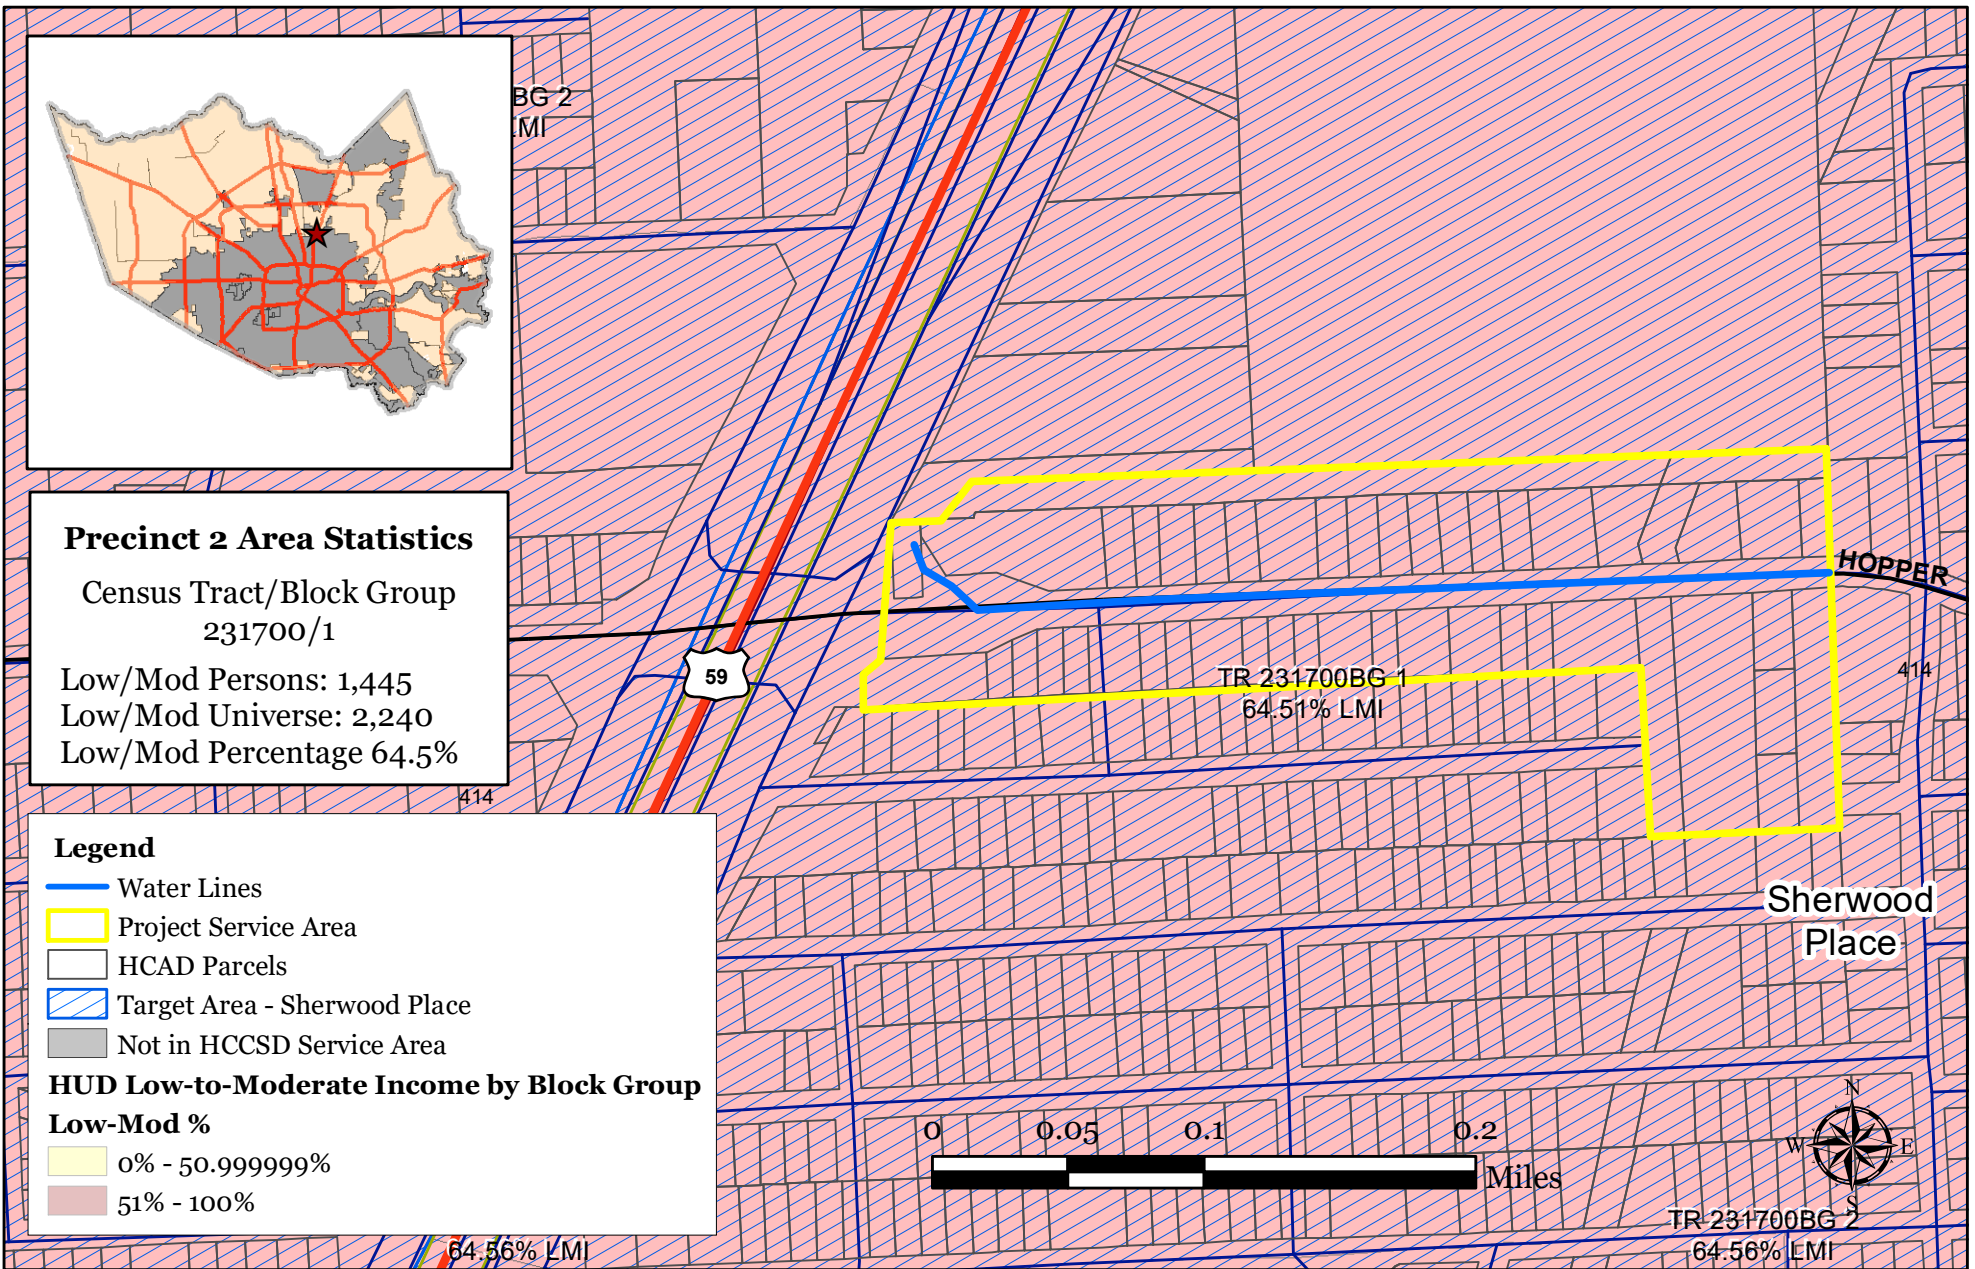 BG 2
LMI
Precinct 2 Area Statistics
Census Tract/Block Group
231700/1
Low/Mod Persons: 1,445
Low/Mod Universe: 2,240
Low/Mod Percentage 64.5%
HOPPER
59
TR 231700BG 1
64.51% LMI
414
414
Legend
Water Lines
Project Service Area
HCAD Parcels
Target Area - Sherwood Place
Not in HCCSD Service Area
HUD Low-to-Moderate Income by Block Group
Low-Mod %
0% - 50.999999%
51% - 100%
Sherwood
Place
0 0.05 0.1 0.2
Miles
N
W E
S
TR 231700BG 2
64.56% LMI
64.56% LMI